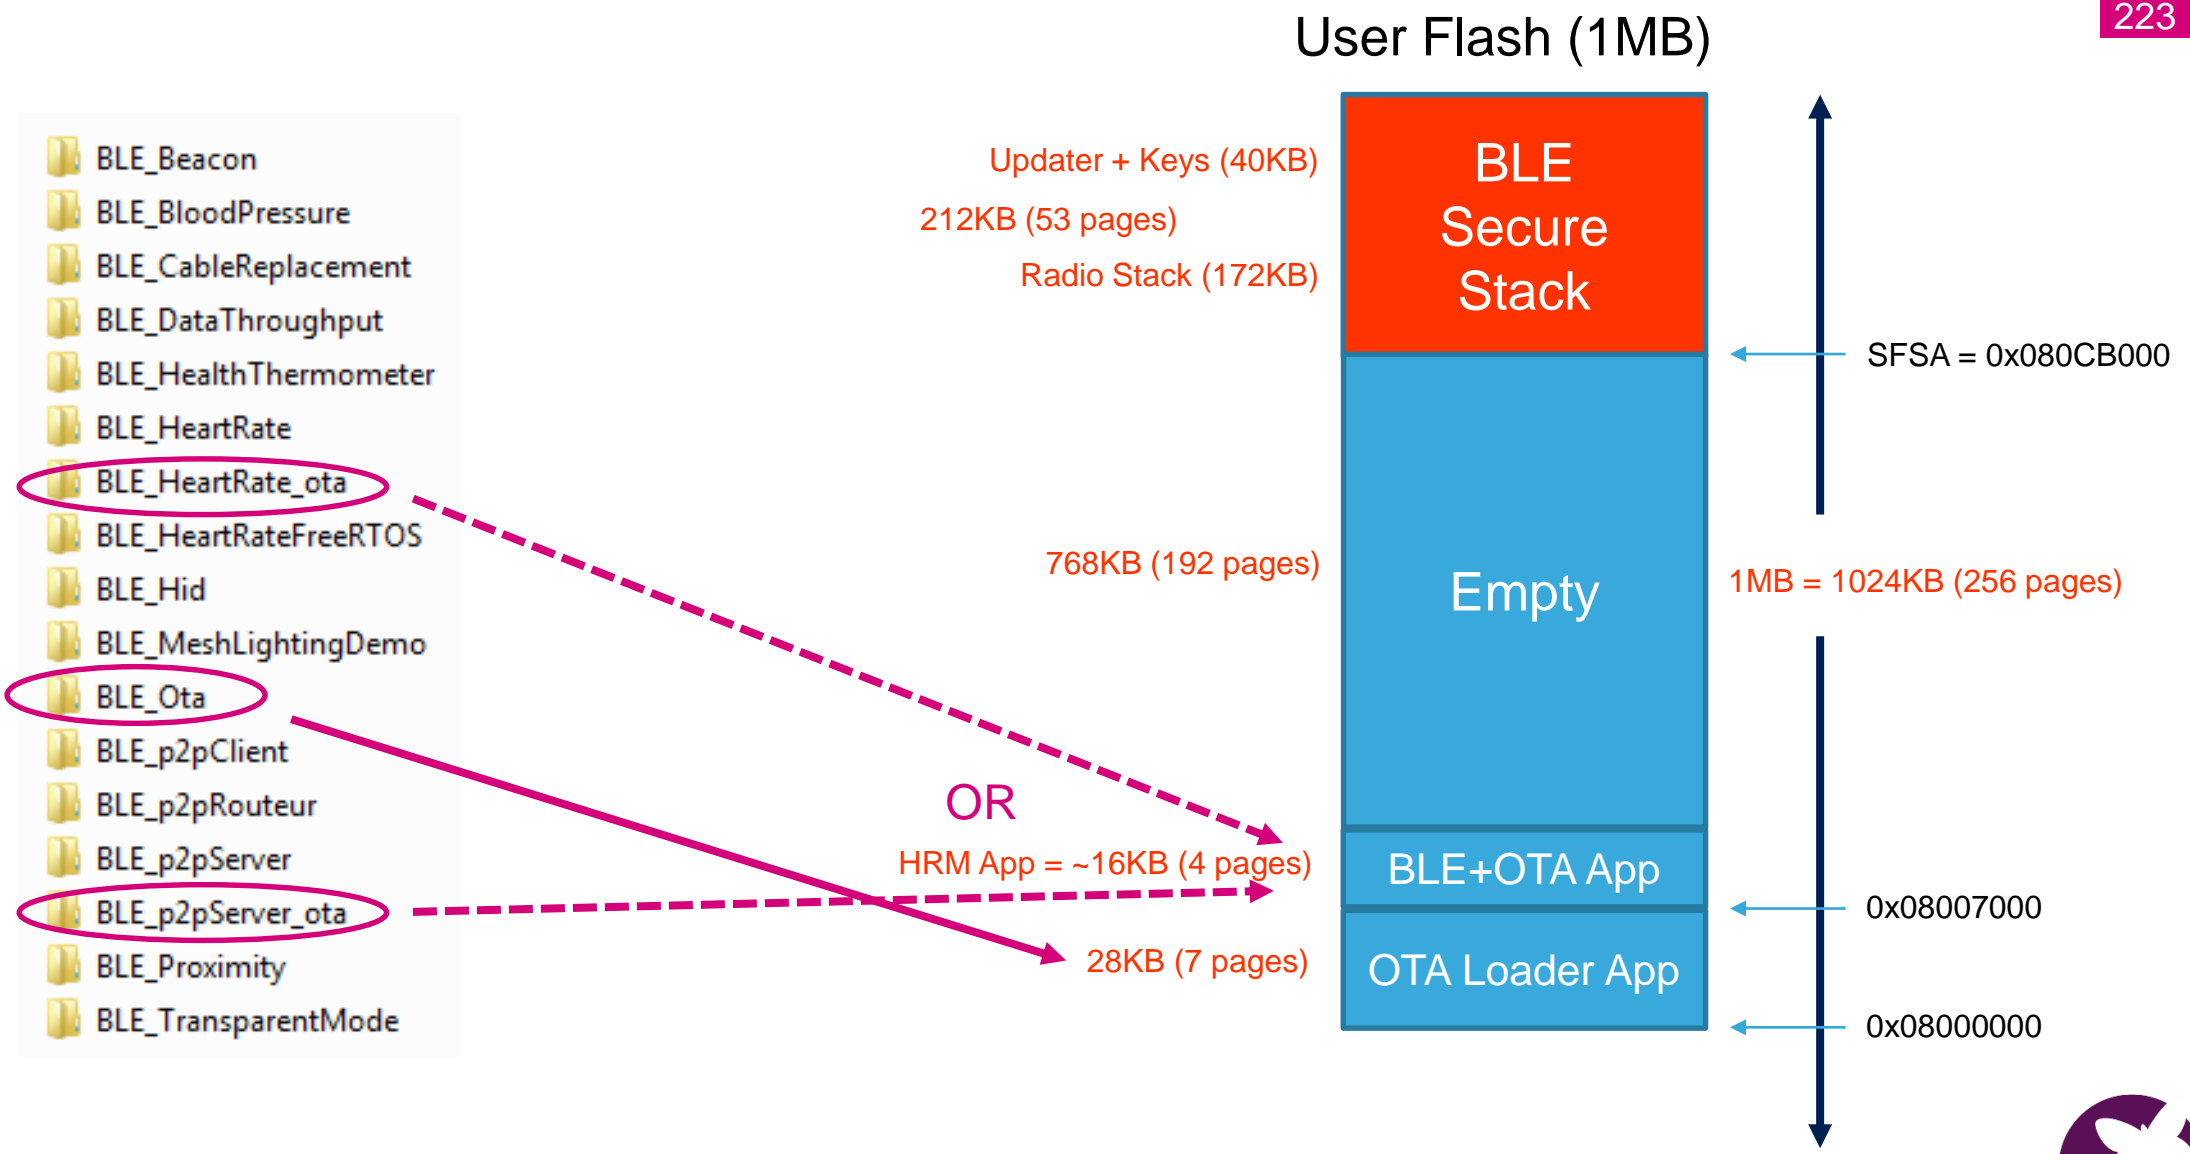 223
User Flash (1MB)
BLE_Beacon
BLE_BloodPressure
BLE_CableReplacement
BLE_DataThroughput
BLE_HealthThermometer
BLE_HeartRate
BLE_HeartRate_ota
BLE_HeartRateFreeRTOS
BLE_Hid
BLE_MeshLightingDemo
BLE_Ota
BLE_p2pClient
BLE_p2pRouteur
BLE_p2pServer
BLE_p2pServer_ota
BLE_Proximity
BLE_TransparentMode
Updater + Keys (40KB)
212KB (53 pages)
Radio Stack (172KB)
768KB (192 pages)
OR
HRM App = ~16KB (4 pages)
28KB (7 pages)
BLE
Secure
Stack
Empty
BLE+OTA App
OTA Loader App
SFSA = 0x080CB000
1MB = 1024KB (256 pages)
0x08007000
0x08000000